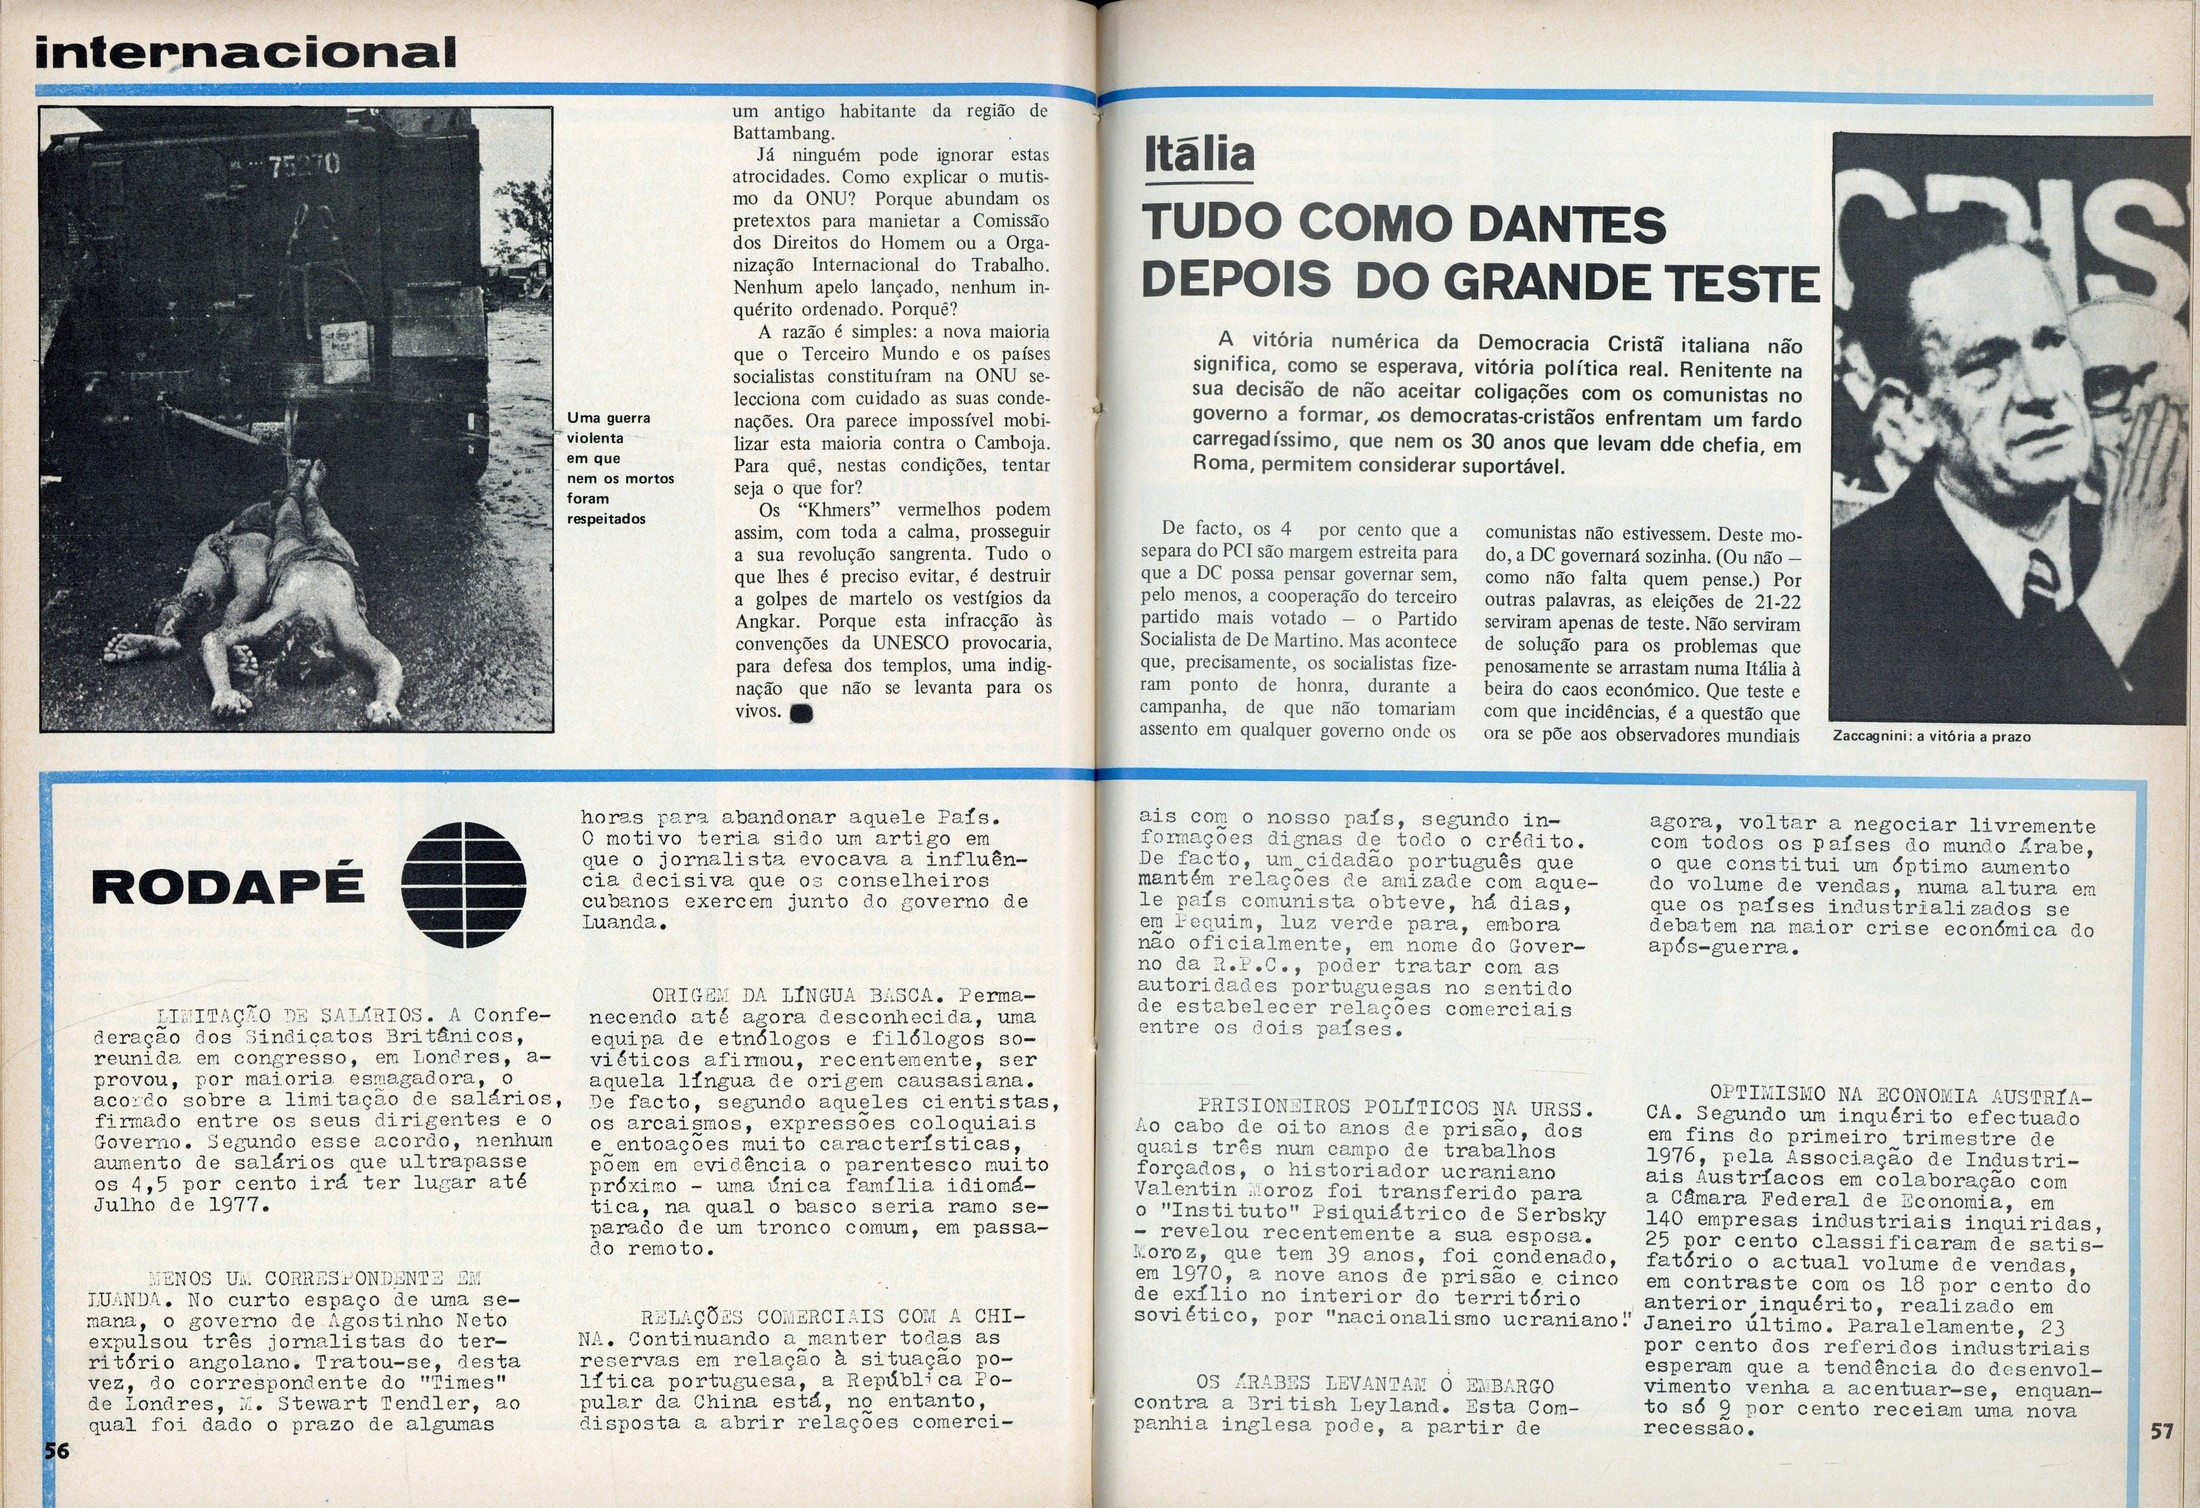 internacional
75270
Uma guerra
violenta
em que
nem os mortos
foram
respeitados
um antigo habitante da região de
Battambang.
Já ninguém pode ignorar estas
atrocidades. Como explicar o mutis-
mo da ONU? Porque abundam os
pretextos para manietar a Comissão
dos Direitos do Homem ou a Orga-
nização Internacional do Trabalho.
Nenhum apelo lançado, nenhum in-
quérito ordenado. Porquê?
A razão é simples: a nova maioria
que o Terceiro Mundo e os países
socialistas constituíram na ONU se-
lecciona com cuidado as suas conde-
nações. Ora parece impossível mobi-
lizar esta maioria contra o Camboja.
Para quê, nestas condições, tentar
seja o que for?
Os “Khmers” vermelhos podem
assim, com toda a calma, prosseguir
a sua revolução sangrenta. Tudo o
que lhes é preciso evitar, é destruir
a golpes de martelo os vestígios da
Angkar. Porque esta infracção às
convenções da UNESCO provocaria,
para defesa dos templos, uma indig-
nação que não se levanta para os
vivos.
Itália
TUDO COMO DANTES
DEPOIS DO GRANDE TESTE
A vitória numérica da Democracia Cristã italiana não
significa, como se esperava, vitória política real. Renitente na
sua decisão de não aceitar coligações com os comunistas no
governo a formar, os democratas-cristãos enfrentam um fardo
carregadíssimo, que nem os 30 anos que levam dde chefia, em
Roma, permitem considerar suportável.
De facto, os 4 por cento que a
separa do PCI são margem estreita para
que a DC possa pensar governar sem,
pelo menos, a cooperação do terceiro
partido mais votado — o Partido
Socialista de De Martino. Mas acontece
que, precisamente, os socialistas fize-
ram ponto de honra, durante a
campanha, de que não tomariam
assento em qualquer governo onde os
comunistas não estivessem. Deste mo-
do, a DC governará sozinha. (Ou não —
como não falta quem pense.) Por
outras palavras, as eleições de 21-22
serviram apenas de teste. Não serviram
de solução para os problemas que
penosamente se arrastam numa Itália à
beira do caos económico. Que teste e
com que incidências, é a questão que
ora se põe aos observadores mundiais
CRIS
Zaccagnini: a vitória a prazo
RODAPÉ
LIMITAÇÃO DE SALÁRIOS. A Confe-
deração dos Sindicatos Britânicos,
reunida em congresso, em Londres, a-
provou, por maioria esmagadora, o
acordo sobre a limitação de salários,
firmado entre os seus dirigentes e o
Governo. Segundo esse acordo, nenhum
aumento de salários que ultrapasse
os 4,5 por cento irá ter lugar até
Julho de 1977.
MENOS UM CORRESPONDENTE EM
LUANDA. No curto espaço de uma se-
mana, o governo de Agostinho Neto
expulsou três jornalistas do ter-
ritório angolano. Tratou-se, desta
vez, do correspondente do "Times"
de Londres, M. Stewart Tendler, ao
qual foi dado o prazo de algumas
horas para abandonar aquele País.
O motivo teria sido um artigo em
que o jornalista evocava a influên-
cia decisiva que os conselheiros
cubanos exercem junto do governo de
Luanda.
ORIGEM DA LÍNGUA BASCA. Perma-
necendo até agora desconhecida, uma
equipa de etnólogos e filólogos so-
viéticos afirmou, recentemente, ser
aquela língua de origem causasiana.
De facto, segundo aqueles cientistas,
os arcaismos, expressões coloquiais
e entoações muito características,
põem em evidência o parentesco muito
próximo - uma única família idiomá-
tica, na qual o basco seria ramo se-
parado de um tronco comum, em passa-
do remoto.
RELAÇÕES COMERCIAIS COM A CHI-
NA. Continuando a manter todas as
reservas em relação à situação po-
lítica portuguesa, a República Po-
pular da China está, no entanto,
disposta a abrir relações comerci-
ais com o nosso país, segundo in-
formações dignas de todo o crédito.
De facto, um cidadão português que
mantém relações de amizade com aque-
le país comunista obteve, há dias,
em Pequim, luz verde para, embora
não oficialmente, em nome do Gover-
no da R.P.C., poder tratar com as
autoridades portuguesas no sentido
de estabelecer relações comerciais
entre os dois países.
PRISIONEIROS POLÍTICOS NA URSS.
Ao cabo de oito anos de prisão, dos
quais três num campo de trabalhos
forçados, o historiador ucraniano
Valentin Moroz foi transferido para
o "Instituto" Psiquiátrico de Serbsky
- revelou recentemente a sua esposa.
Moroz, que tem 39 anos, foi condenado,
em 1970, a nove anos de prisão e cinco
de exílio no interior do território
soviético, por "nacionalismo ucraniano."
OS ÁRABES LEVANTAM O EMBARGO
contra a British Leyland. Esta Com-
panhia inglesa pode, a partir de
agora, voltar a negociar livremente
com todos os países do mundo Árabe,
o que constitui um óptimo aumento
do volume de vendas, numa altura em
que os países industrializados se
debatem na maior crise económica do
após-guerra.
OPTIMISMO NA ECONOMIA AUSTRÍA-
CA. Segundo um inquérito efectuado
em fins do primeiro trimestre de
1976, pela Associação de Industri-
ais Austríacos em colaboração com
a Câmara Federal de Economia, em
140 empresas industriais inquiridas,
25 por cento classificaram de satis-
fatório o actual volume de vendas,
em contraste com os 18 por cento do
anterior inquérito, realizado em
Janeiro último. Paralelamente, 23
por cento dos referidos industriais
esperam que a tendência do desenvol-
vimento venha a acentuar-se, enquan-
to só 9 por cento receiam uma nova
recessão.
56
57